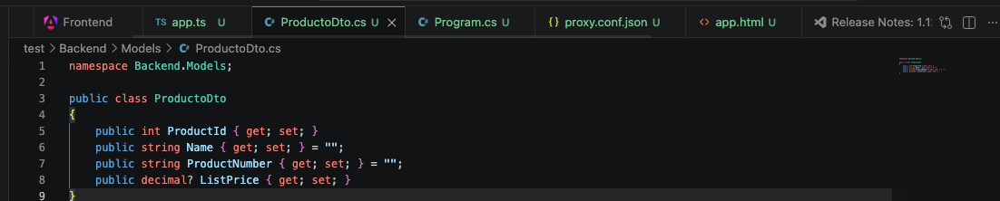 Frontend
TS app.ts U
C# ProductoDto.cs U
C# Program.cs U
{} proxy.conf.json U
<> app.html U
Release Notes: 1.1
test > Backend > Models > C# ProductoDto.cs
1 namespace Backend.Models;
2
3 public class ProductoDto
4 {
5 public int ProductId { get; set; }
6 public string Name { get; set; } = "";
7 public string ProductNumber { get; set; } = "";
8 public decimal? ListPrice { get; set; }
9 }